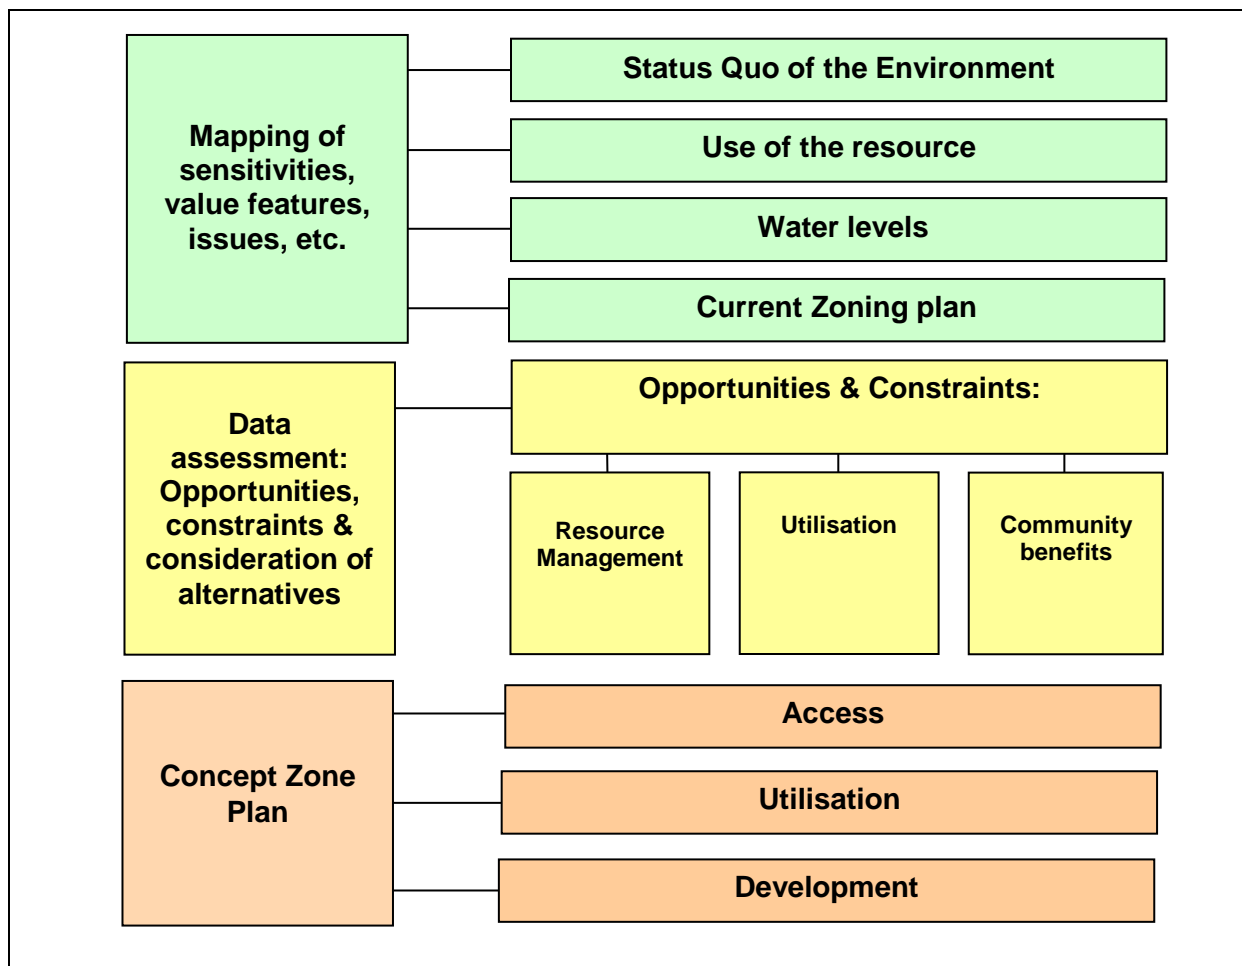 Mapping of
sensitivities,
value features,
issues, etc.
Status Quo of the Environment
Use of the resource
Water levels
Current Zoning plan
Data
assessment:
Opportunities,
constraints &
consideration of
alternatives
Opportunities & Constraints:
Resource
Management
Utilisation
Community
benefits
Concept Zone
Plan
Access
Utilisation
Development